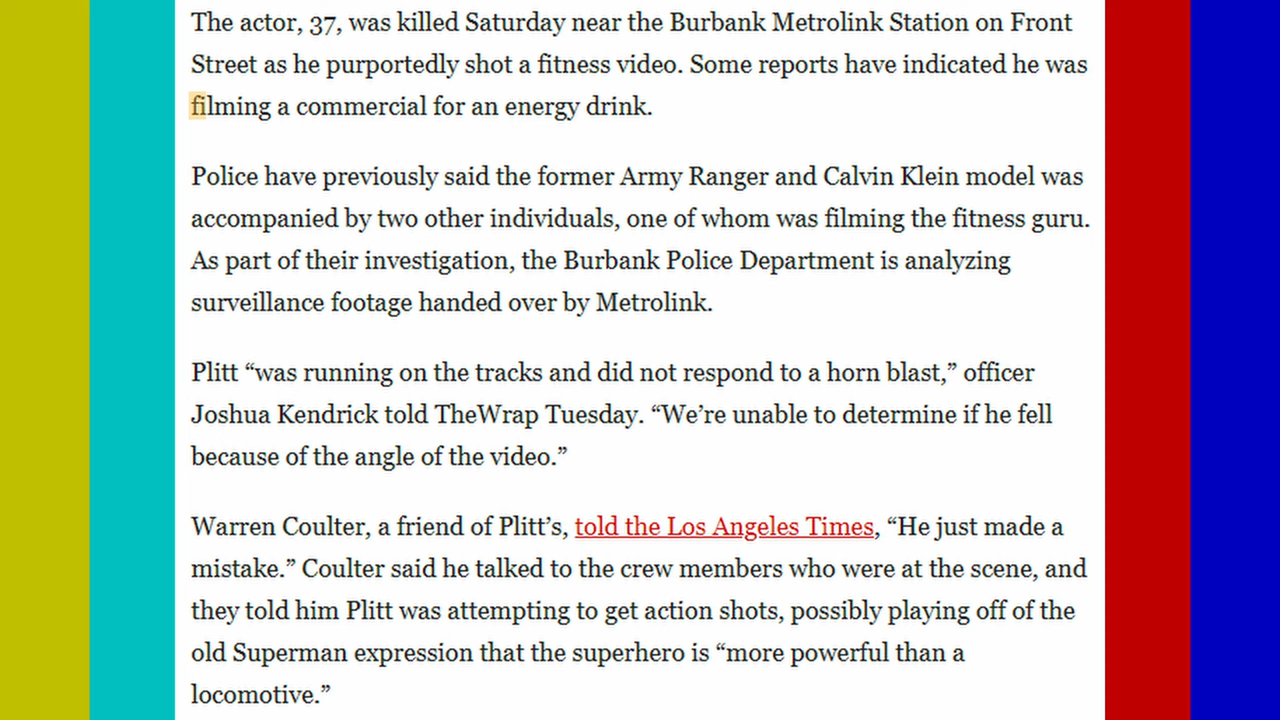 The actor, 37, was killed Saturday near the Burbank Metrolink Station on Front
Street as he purportedly shot a fitness video. Some reports have indicated he was
filming a commercial for an energy drink.
Police have previously said the former Army Ranger and Calvin Klein model was
accompanied by two other individuals, one of whom was filming the fitness guru.
As part of their investigation, the Burbank Police Department is analyzing
surveillance footage handed over by Metrolink.
Plitt “was running on the tracks and did not respond to a horn blast,” officer
Joshua Kendrick told TheWrap Tuesday. “We’re unable to determine if he fell
because of the angle of the video.”
Warren Coulter, a friend of Plitt’s, told the Los Angeles Times, “He just made a
mistake.” Coulter said he talked to the crew members who were at the scene, and
they told him Plitt was attempting to get action shots, possibly playing off of the
old Superman expression that the superhero is “more powerful than a
locomotive.”